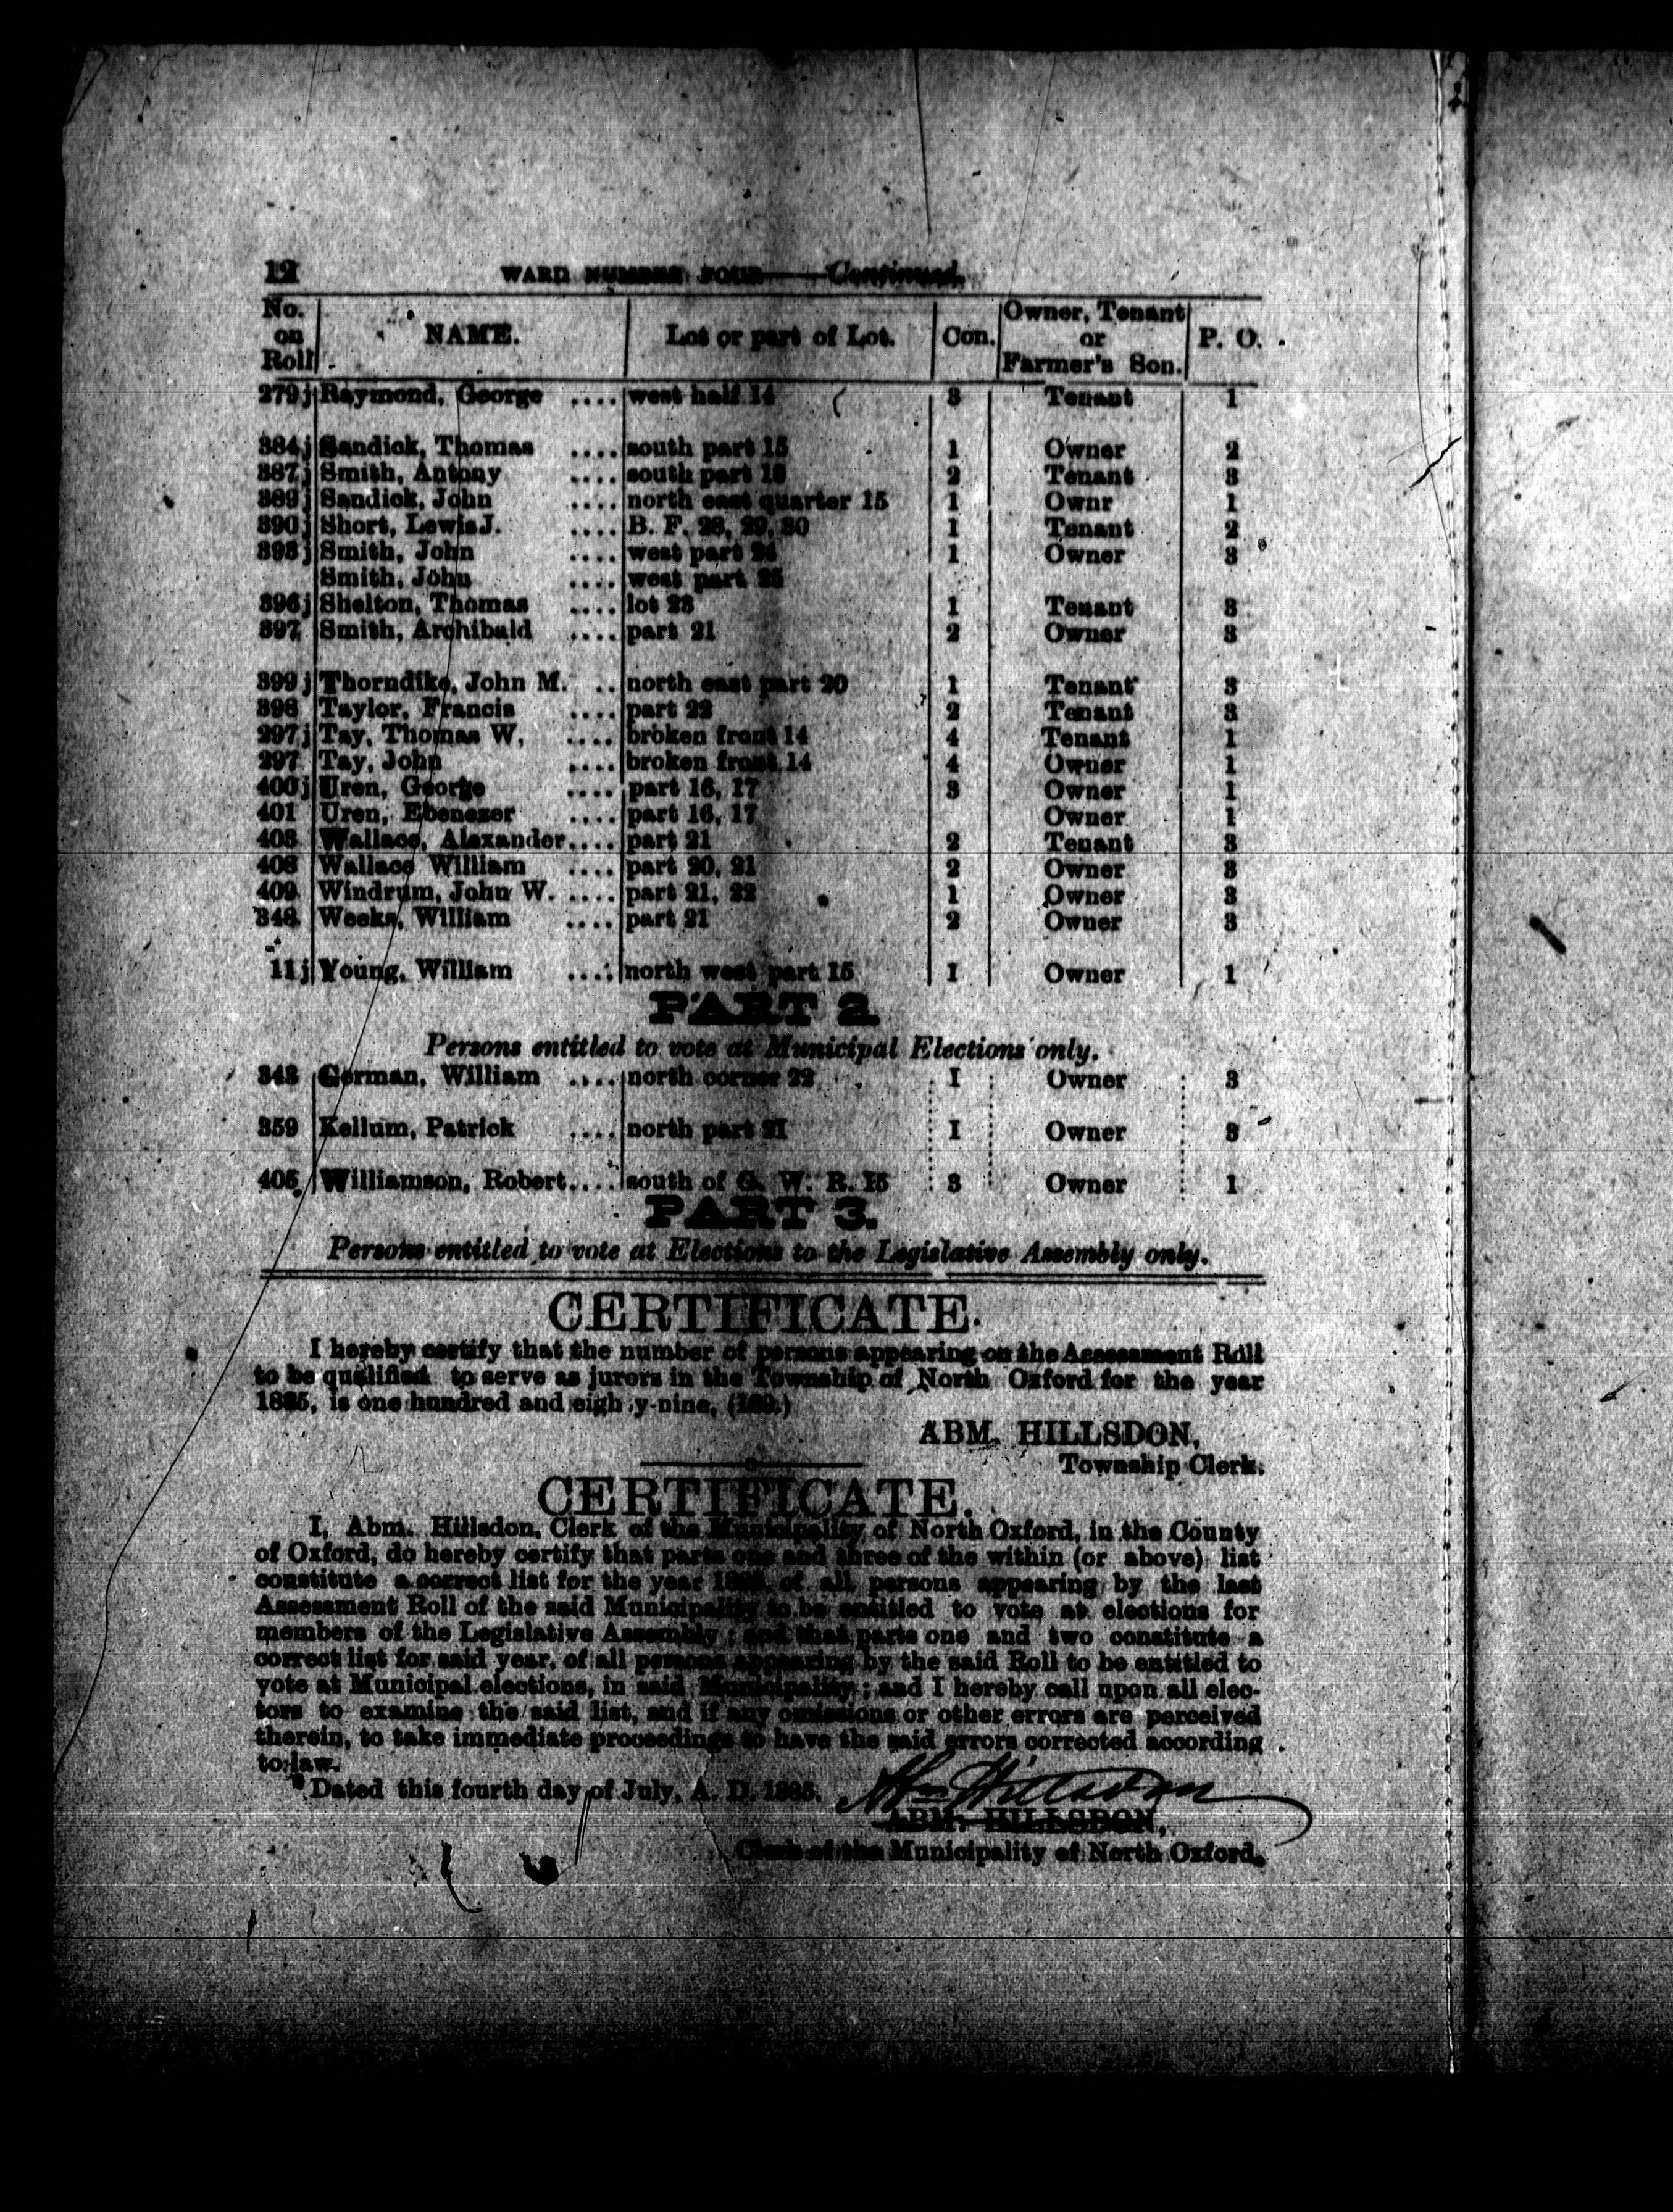 12 WARD NUMBER FOUR——Continued.
No. on Roll NAME. Lot or part of Lot. Con. Owner, Tenant or Farmer's Son. P. O.
279j Raymond, George .... west half 14 3 Tenant 1
384j Sandick, Thomas .... south part 15 1 Owner 2
387j Smith, Antony .... south part 18 2 Tenant 3
389j Sandick, John .... north east quarter 15 1 Ownr 1
390j Short, Lewis J. .... B. F. 28, 29, 30 1 Tenant 2
393j Smith, John .... west part 24 1 Owner 3
Smith, John .... west part 25
396j Shelton, Thomas .... lot 23 1 Tenant 3
397 Smith, Archibald .... part 21 2 Owner 3
399j Thorndike, John M. .. north east part 20 1 Tenant 3
398 Taylor, Francis .... part 22 2 Tenant 3
297j Tay, Thomas W. .... broken front 14 4 Tenant 1
297 Tay, John .... broken front 14 4 Owner 1
400j Uren, George .... part 16, 17 3 Owner 1
401 Uren, Ebenezer .... part 16, 17 Owner 1
403 Wallace, Alexander.... part 21 2 Tenant 3
408 Wallace William .... part 20, 21 2 Owner 3
409 Windrum, John W. .... part 21, 22 1 Owner 3
348 Weeks, William .... part 21 2 Owner 3
11j Young, William .... north west part 15 1 Owner 1
PART 2.
Persons entitled to vote at Municipal Elections only.
343 Gorman, William .... north corner 22 1 Owner 3
359 Kellum, Patrick .... north part 21 1 Owner 3
405 Williamson, Robert.... south of G. W. R. 15 3 Owner 1
PART 3.
Persons entitled to vote at Elections to the Legislative Assembly only.
CERTIFICATE.
I hereby certify that the number of persons appearing on the Assessment Roll
to be qualified to serve as jurors in the Township of North Oxford for the year
1885, is one hundred and eigh y-nine, (189.)
ABM. HILLSDON,
Township Clerk.
CERTIFICATE.
I, Abm. Hillsdon, Clerk of the Municipality of North Oxford, in the County
of Oxford, do hereby certify that parts one and three of the within (or above) list
constitute a correct list for the year 1885, of all persons appearing by the last
Assessment Roll of the said Municipality to be entitled to vote at elections for
members of the Legislative Assembly ; and that parts one and two constitute a
correct list for said year, of all persons appearing by the said Roll to be entitled to
vote at Municipal elections, in said Municipality ; and I hereby call upon all elec-
tors to examine the said list, and if any omissions or other errors are perceived
therein, to take immediate proceedings to have the said errors corrected according
to law.
Dated this fourth day of July, A. D. 1885. Abm Hillsdon
ABM. HILLSDON,
Clerk of the Municipality of North Oxford.